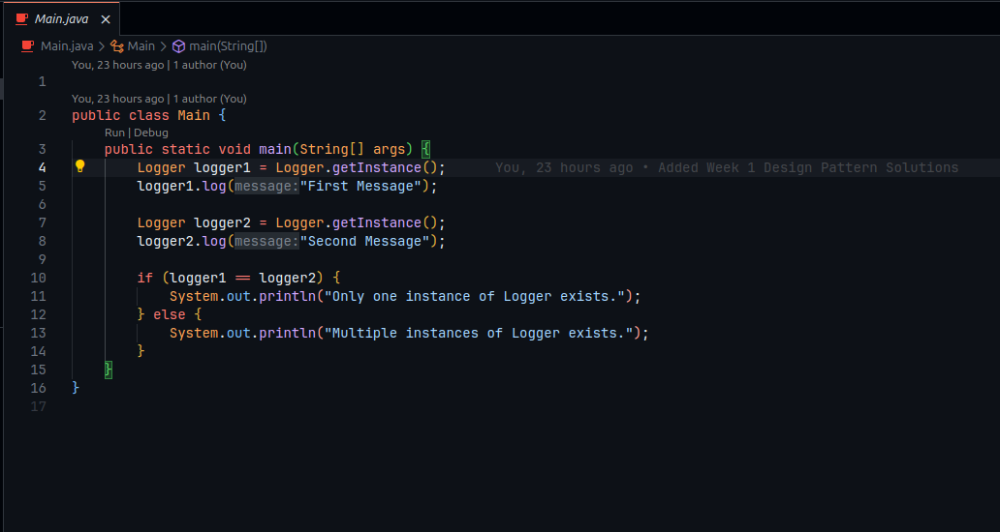 Main.java ×
Main.java > Main > main(String[])
You, 23 hours ago | 1 author (You)
1
You, 23 hours ago | 1 author (You)
2 public class Main {
Run | Debug
3 public static void main(String[] args) {
4 Logger logger1 = Logger.getInstance(); You, 23 hours ago • Added Week 1 Design Pattern Solutions
5 logger1.log(message:"First Message");
6
7 Logger logger2 = Logger.getInstance();
8 logger2.log(message:"Second Message");
9
10 if (logger1 == logger2) {
11 System.out.println("Only one instance of Logger exists.");
12 } else {
13 System.out.println("Multiple instances of Logger exists.");
14 }
15 }
16 }
17